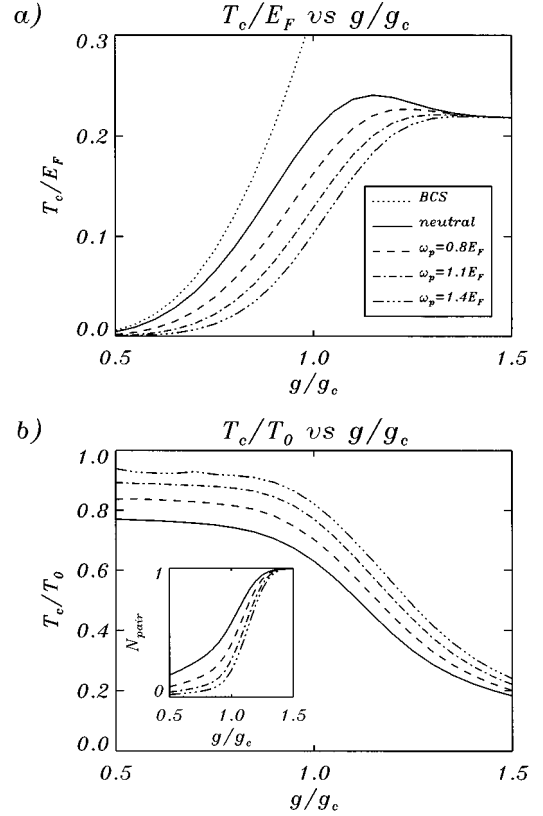 a) T_c/E_F vs g/g_c
0.3
0.2
0.1
0.0
T_c/E_F
BCS
neutral
ω_p=0.8E_F
ω_p=1.1E_F
ω_p=1.4E_F
0.5 1.0 1.5
g/g_c
b) T_c/T_0 vs g/g_c
1.0
0.8
0.6
0.4
0.2
0.0
T_c/T_0
1
0
N_pair
0.5 1.0 1.5
g/g_c
0.5 1.0 1.5
g/g_c